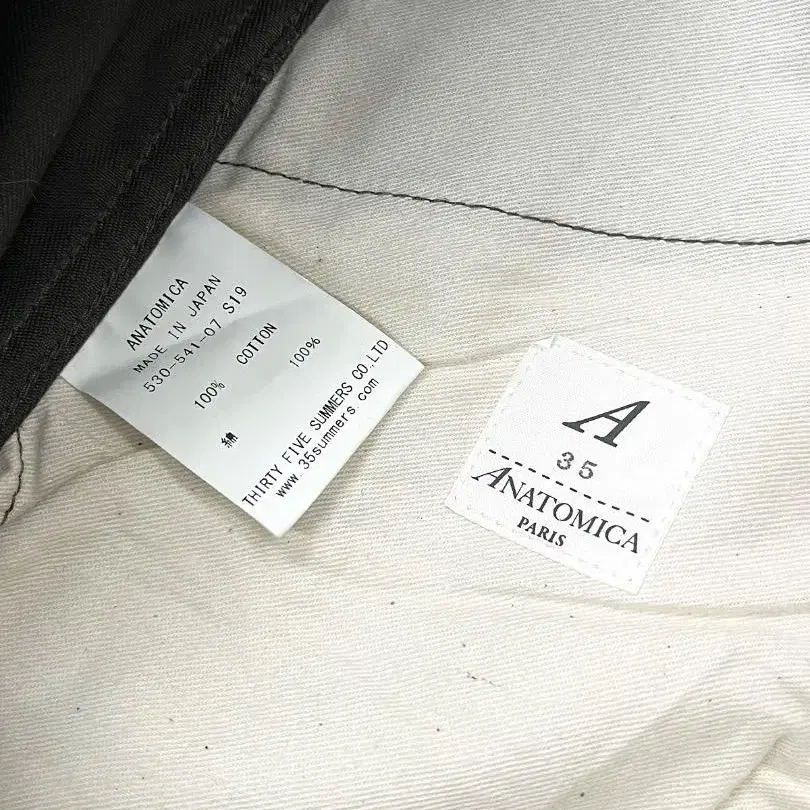 ANATOMICA
MADE IN JAPAN
530-541-07 S19
100% COTTON
綿 100%
THIRTY FIVE SUMMERS CO.,LTD
www.35summers.com
A
35
ANATOMICA
PARIS